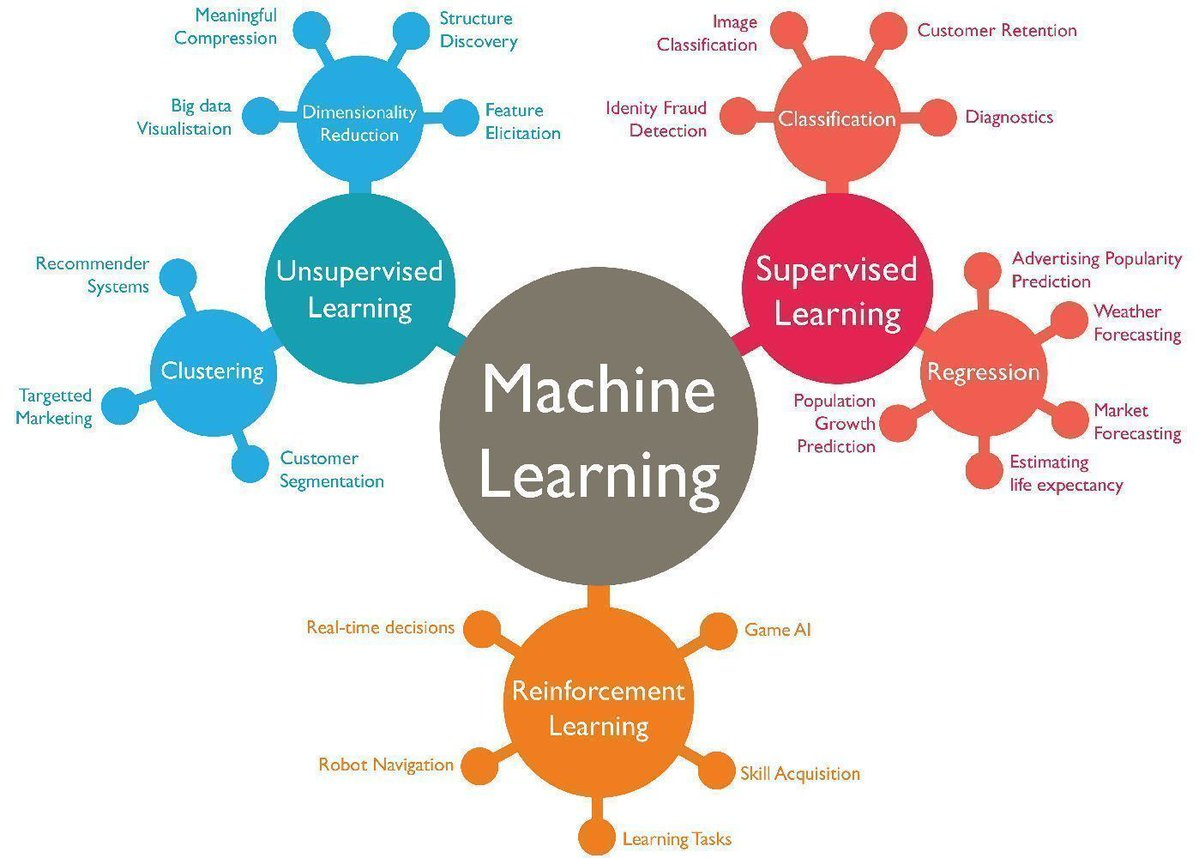 Meaningful
Compression
Structure
Discovery
Big data
Visualistaion
Dimensionality
Reduction
Feature
Elicitation
Image
Classification
Customer Retention
Idenity Fraud
Detection
Classification
Diagnostics
Recommender
Systems
Unsupervised
Learning
Clustering
Targetted
Marketing
Customer
Segmentation
Supervised
Learning
Advertising Popularity
Prediction
Weather
Forecasting
Regression
Population
Growth
Prediction
Market
Forecasting
Estimating
life expectancy
Machine
Learning
Real-time decisions
Game AI
Reinforcement
Learning
Robot Navigation
Skill Acquisition
Learning Tasks